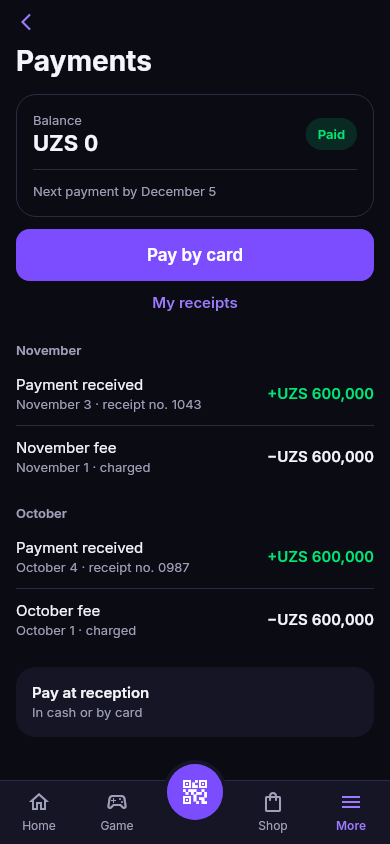 Payments
Balance
UZS 0
Paid
Next payment by December 5
Pay by card
My receipts
November
Payment received
November 3 · receipt no. 1043
+UZS 600,000
November fee
November 1 · charged
−UZS 600,000
October
Payment received
October 4 · receipt no. 0987
+UZS 600,000
October fee
October 1 · charged
−UZS 600,000
Pay at reception
In cash or by card
Home
Game
Shop
More